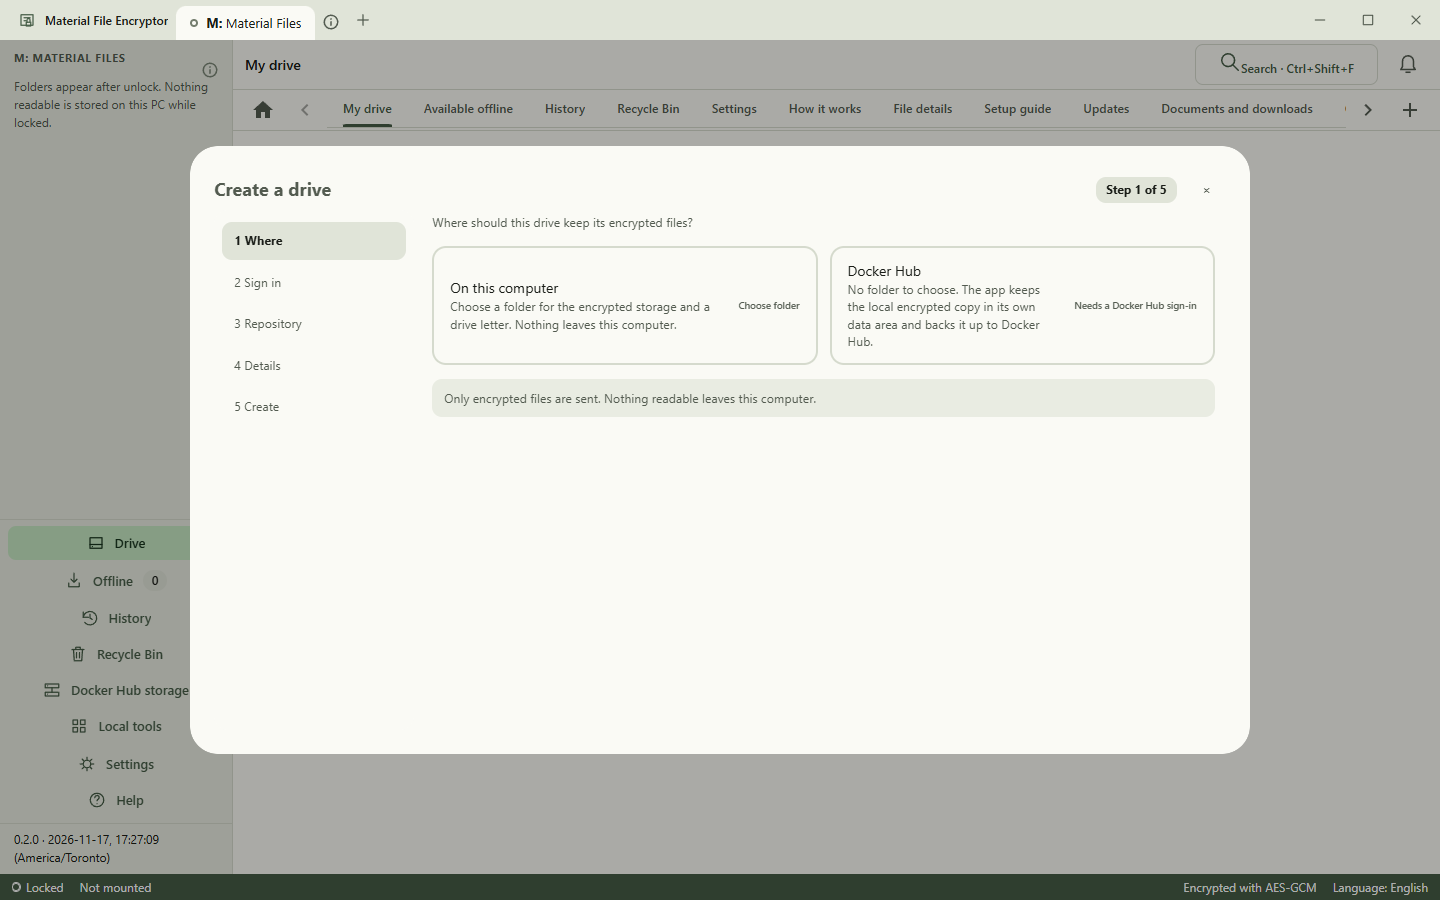 Material File Encryptor
M: Material Files
M: MATERIAL FILES
Folders appear after unlock. Nothing
readable is stored on this PC while
locked.
My drive
Search · Ctrl+Shift+F
My drive
Available offline
History
Recycle Bin
Settings
How it works
File details
Setup guide
Updates
Documents and downloads
Create a drive
Step 1 of 5
×
1 Where
2 Sign in
3 Repository
4 Details
5 Create
Where should this drive keep its encrypted files?
On this computer
Choose a folder for the encrypted storage and a
drive letter. Nothing leaves this computer.
Choose folder
Docker Hub
No folder to choose. The app keeps
the local encrypted copy in its own
data area and backs it up to Docker
Hub.
Needs a Docker Hub sign-in
Only encrypted files are sent. Nothing readable leaves this computer.
Drive
Offline 0
History
Recycle Bin
Docker Hub storage
Local tools
Settings
Help
0.2.0 · 2026-11-17, 17:27:09
(America/Toronto)
Locked
Not mounted
Encrypted with AES-GCM
Language: English